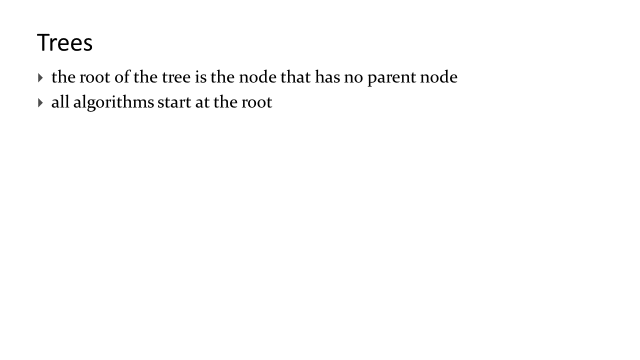 Trees
the root of the tree is the node that has no parent node
all algorithms start at the root